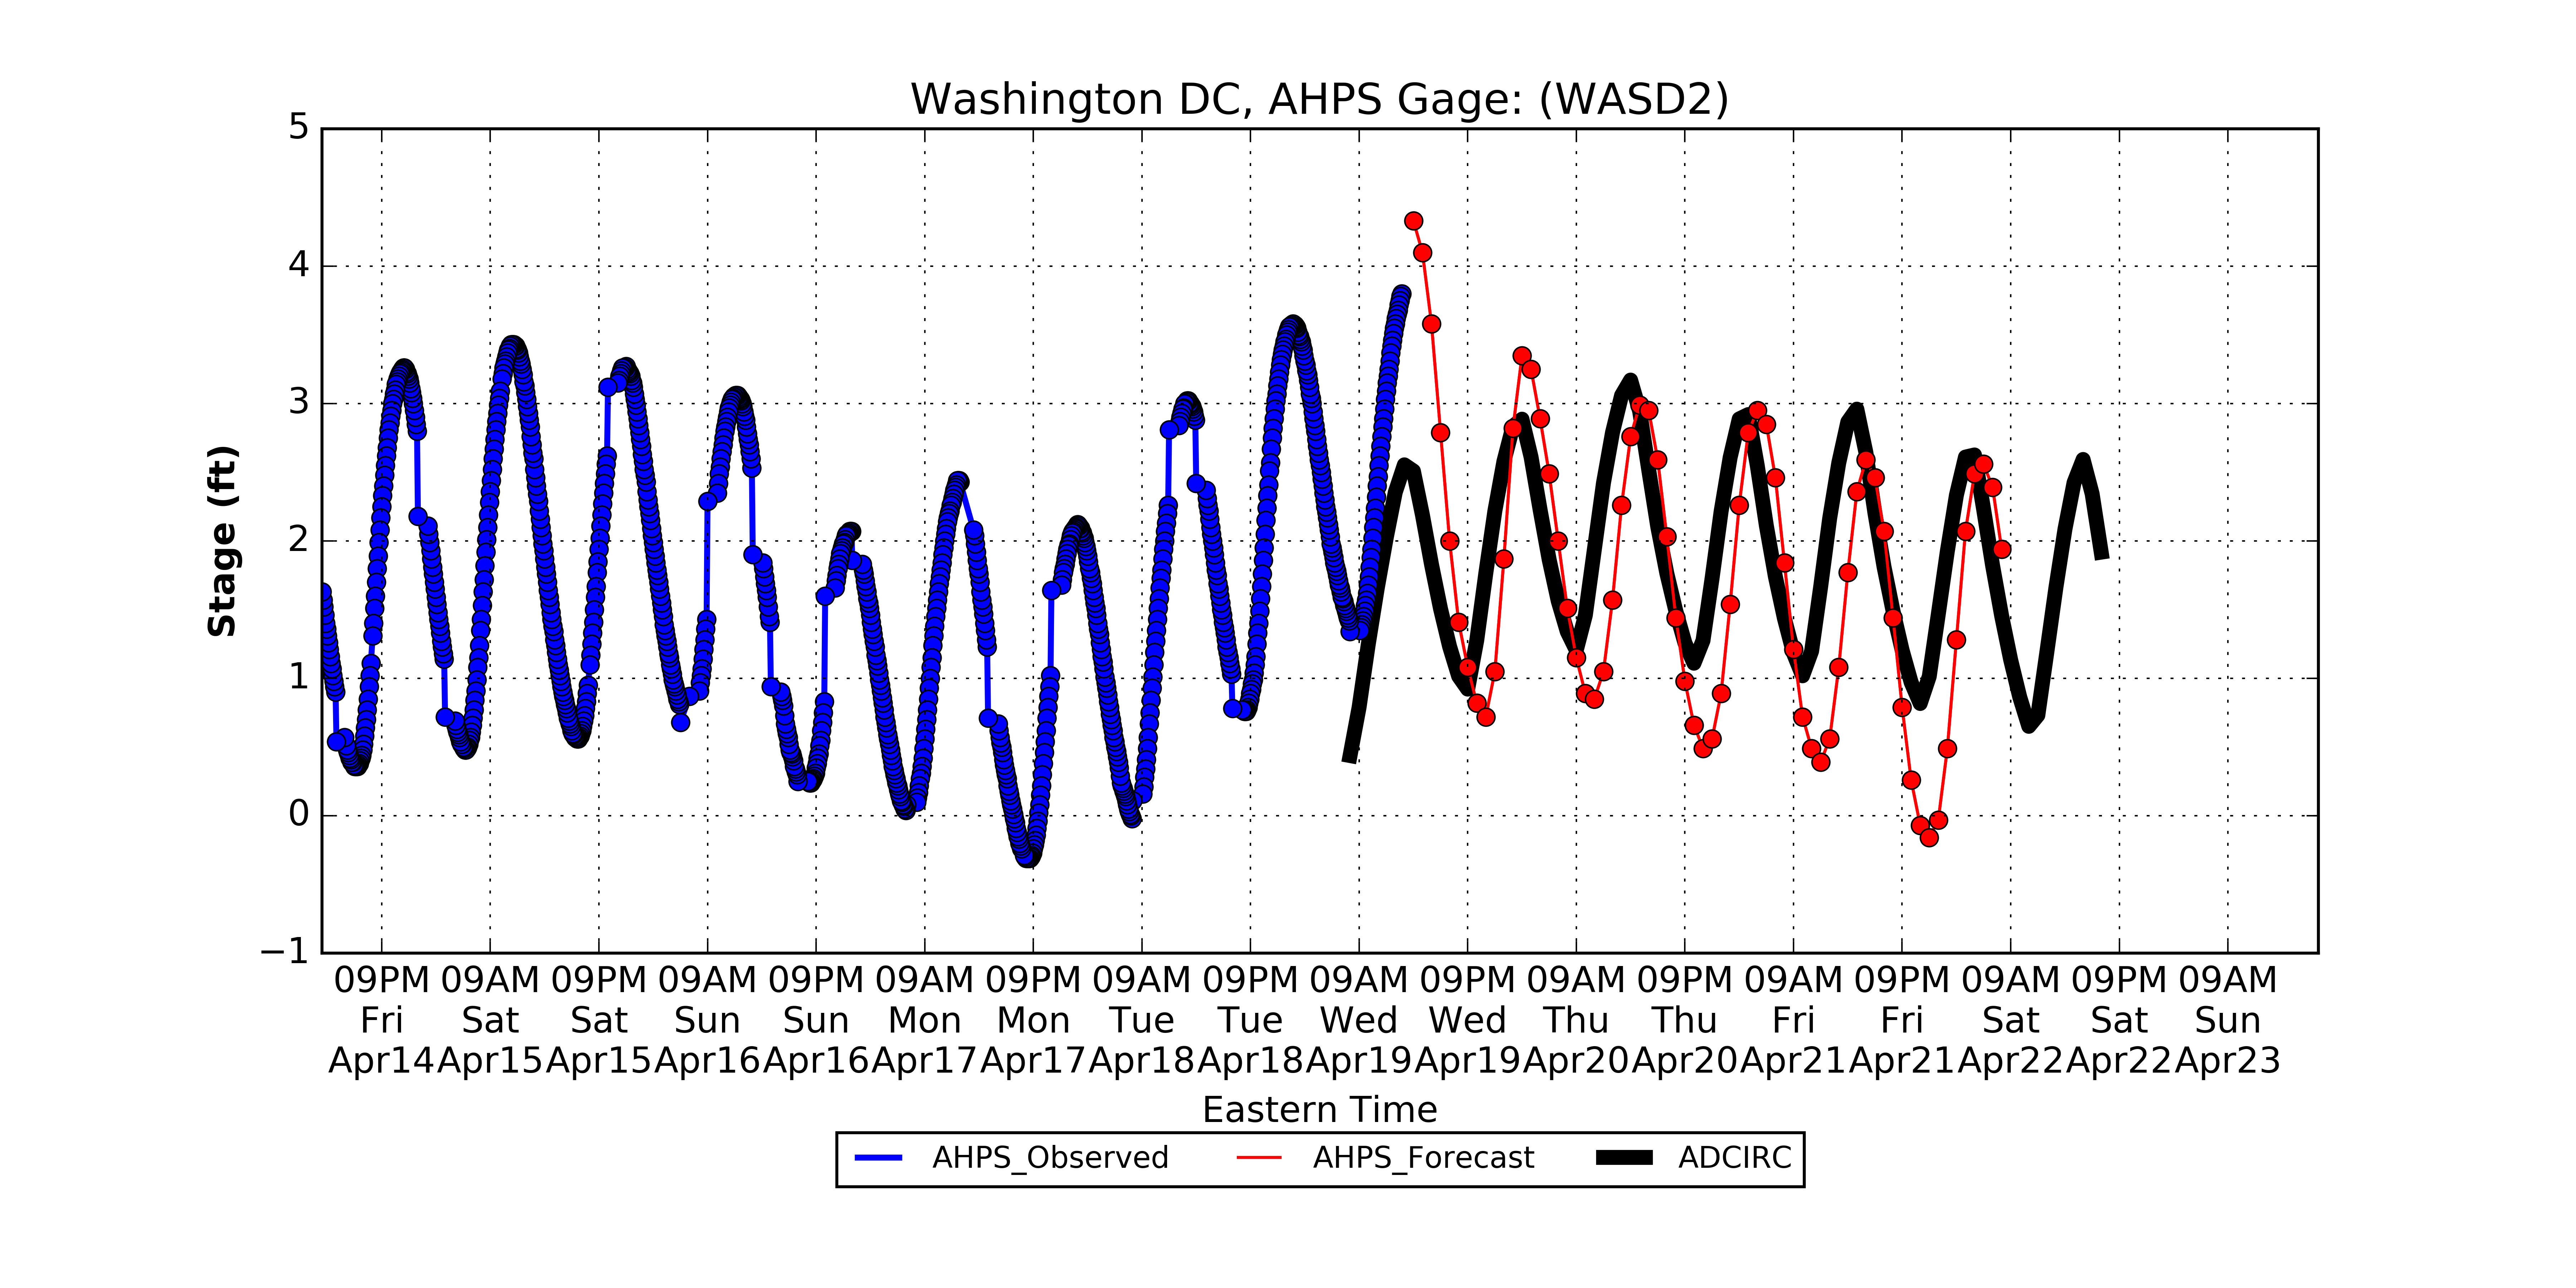 Washington DC, AHPS Gage: (WASD2)
5
4
3
2
1
0
−1
Stage (ft)
09PM 09AM 09PM 09AM 09PM 09AM 09PM 09AM 09PM 09AM 09PM 09AM 09PM 09AM 09PM 09AM 09PM 09AM
Fri Sat Sat Sun Sun Mon Mon Tue Tue Wed Wed Thu Thu Fri Fri Sat Sat Sun
Apr14 Apr15 Apr15 Apr16 Apr16 Apr17 Apr17 Apr18 Apr18 Apr19 Apr19 Apr20 Apr20 Apr21 Apr21 Apr22 Apr22 Apr23
Eastern Time
AHPS_Observed AHPS_Forecast ADCIRC